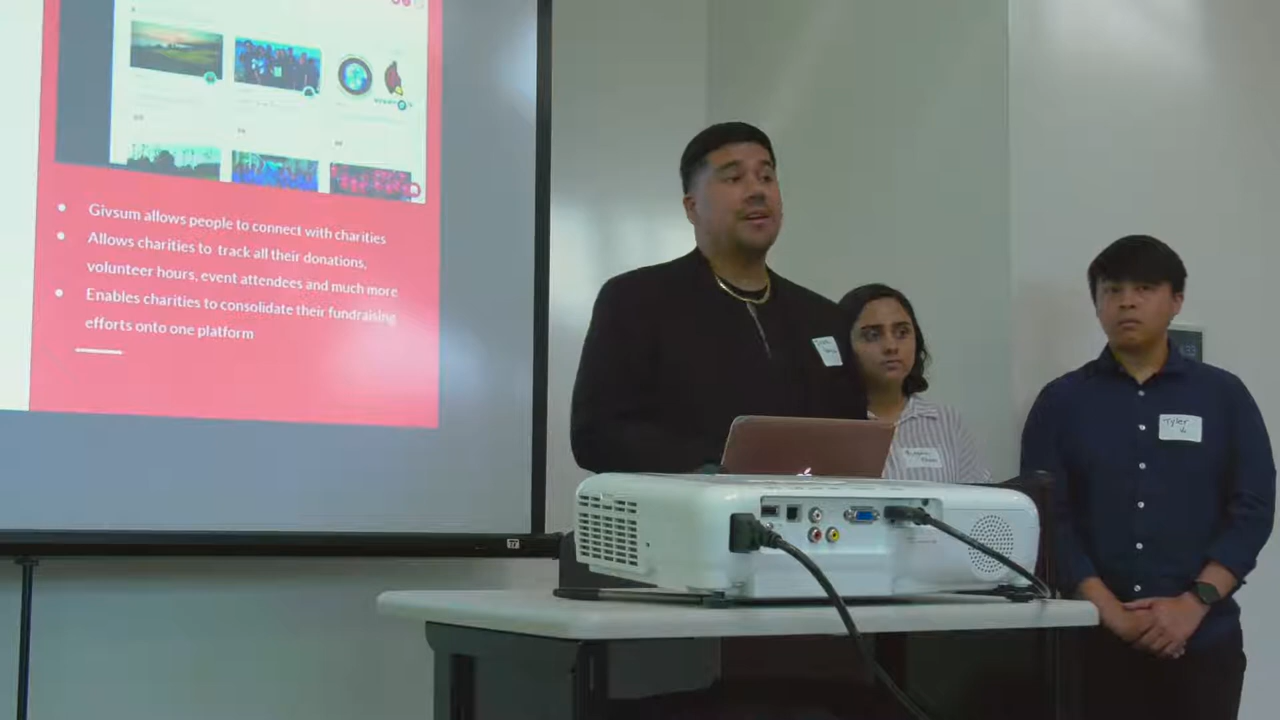 Givsum allows people to connect with charities
Allows charities to track all their donations,
volunteer hours, event attendees and much more
Enables charities to consolidate their fundraising
efforts onto one platform
Tyler